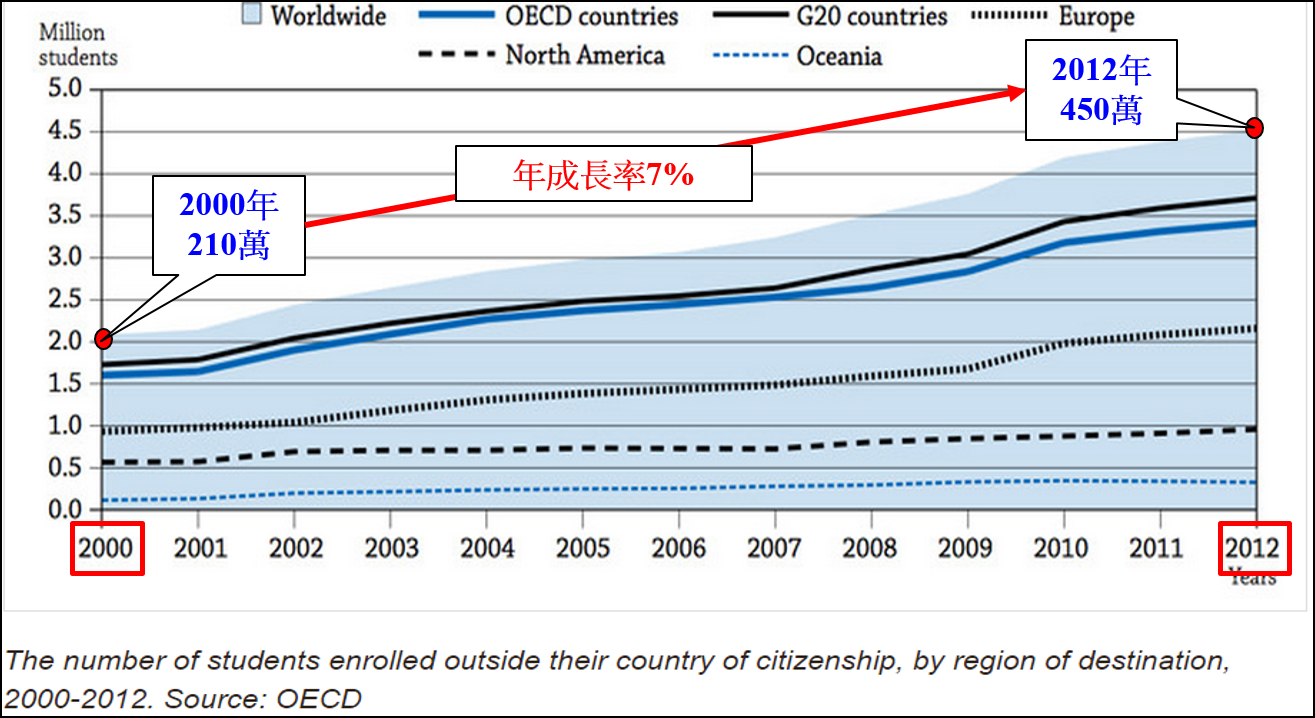 Worldwide OECD countries G20 countries Europe
North America Oceania
Million
students
5.0
4.5
4.0
3.5
3.0
2.5
2.0
1.5
1.0
0.5
0.0
2000年
210萬
年成長率7%
2012年
450萬
2000 2001 2002 2003 2004 2005 2006 2007 2008 2009 2010 2011 2012
Years
The number of students enrolled outside their country of citizenship, by region of destination,
2000-2012. Source: OECD